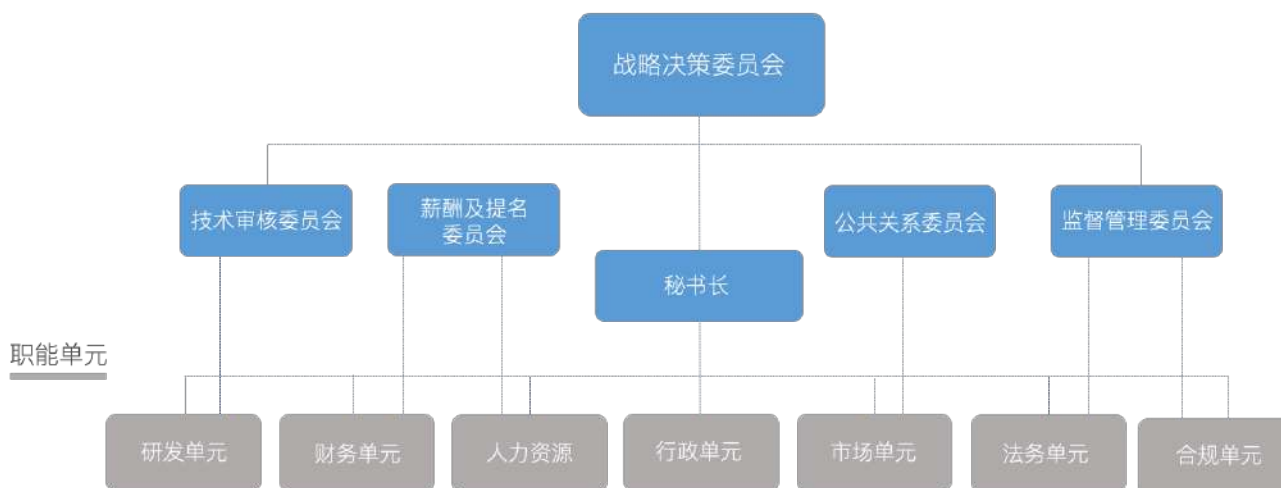 战略决策委员会
技术审核委员会
薪酬及提名
委员会
公共关系委员会
监督管理委员会
秘书长
职能单元
研发单元
财务单元
人力资源
行政单元
市场单元
法务单元
合规单元